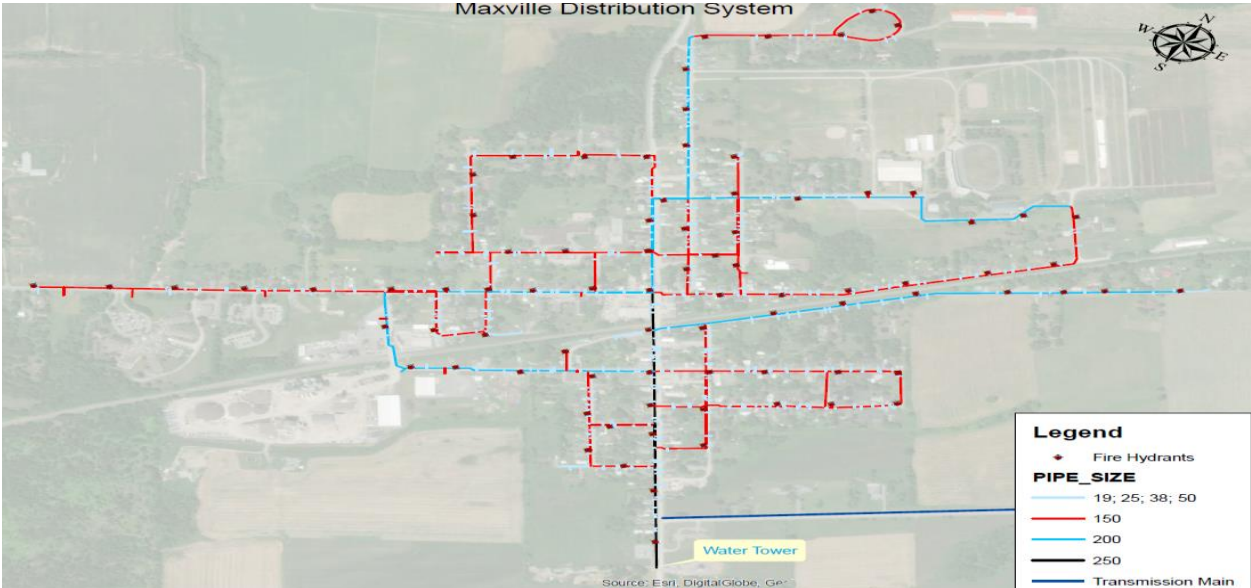 Maxville Distribution System
N
W
E
S
Legend
Fire Hydrants
PIPE_SIZE
19; 25; 38; 50
150
200
250
Transmission Main
Water Tower
Source: Esri, DigitalGlobe, Ge